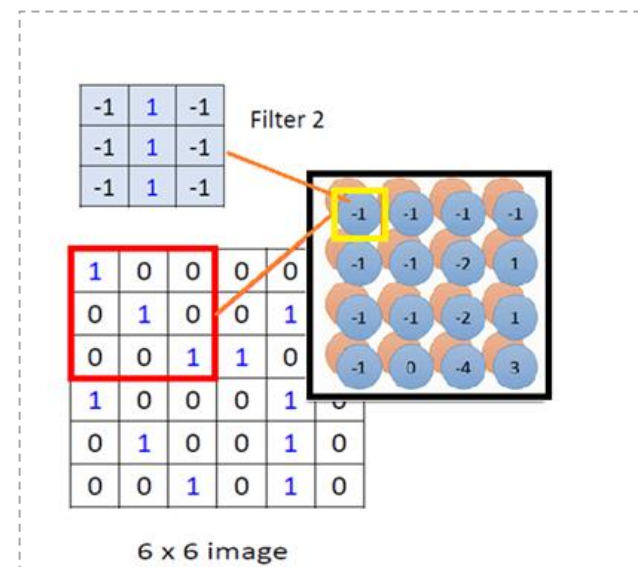 -1 1 -1
-1 1 -1
-1 1 -1
Filter 2
-1 -1 -1 -1
-1 -1 -2 1
-1 -1 -2 1
-1 0 -4 3
1 0 0 0 0
0 1 0 0 1
0 0 1 1 0
1 0 0 0 1
0 1 0 0 1 0
0 0 1 0 1 0
6 x 6 image